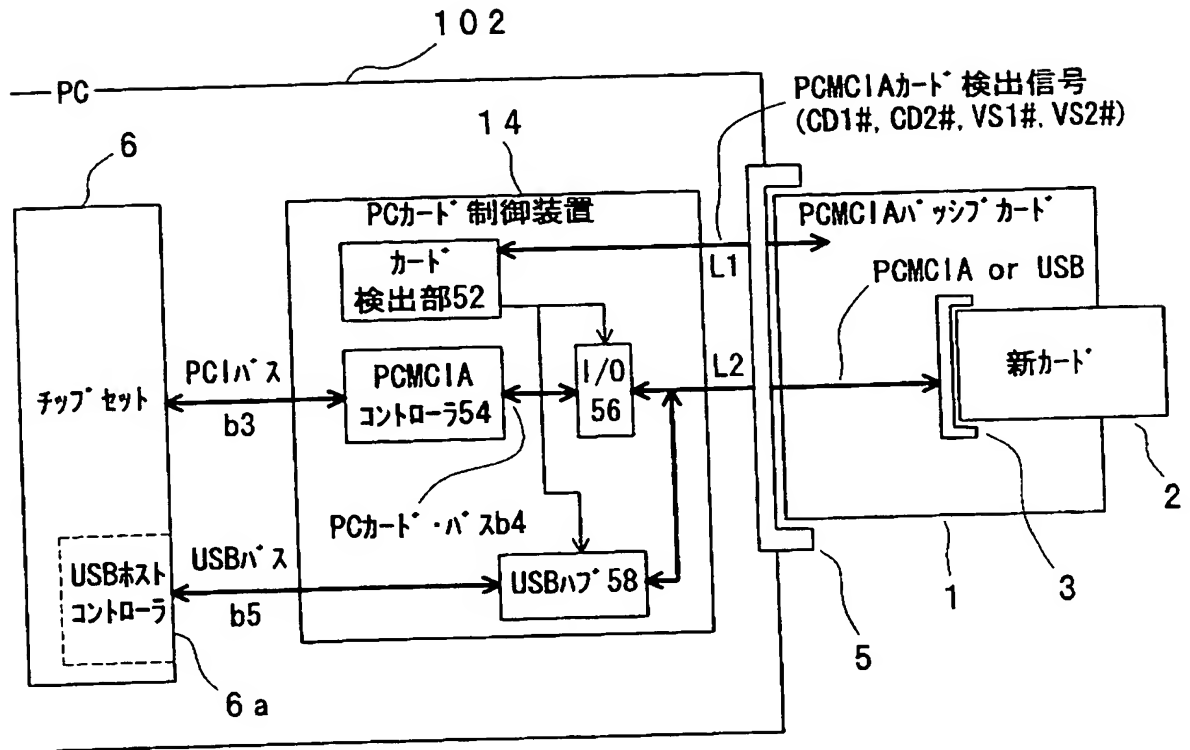 102
PC
PCMCIAカード検出信号
(CD1#, CD2#, VS1#, VS2#)
14
6
PCカード制御装置
PCMCIAパッシブカード
カード
検出部52
L1
PCMCIA or USB
PCIバス
b3
チップセット
PCMCIA
コントローラ54
I/O
56
L2
新カード
PCカード・バスb4
2
USBホスト
コントローラ
USBバス
b5
USBハブ58
1
3
5
6a